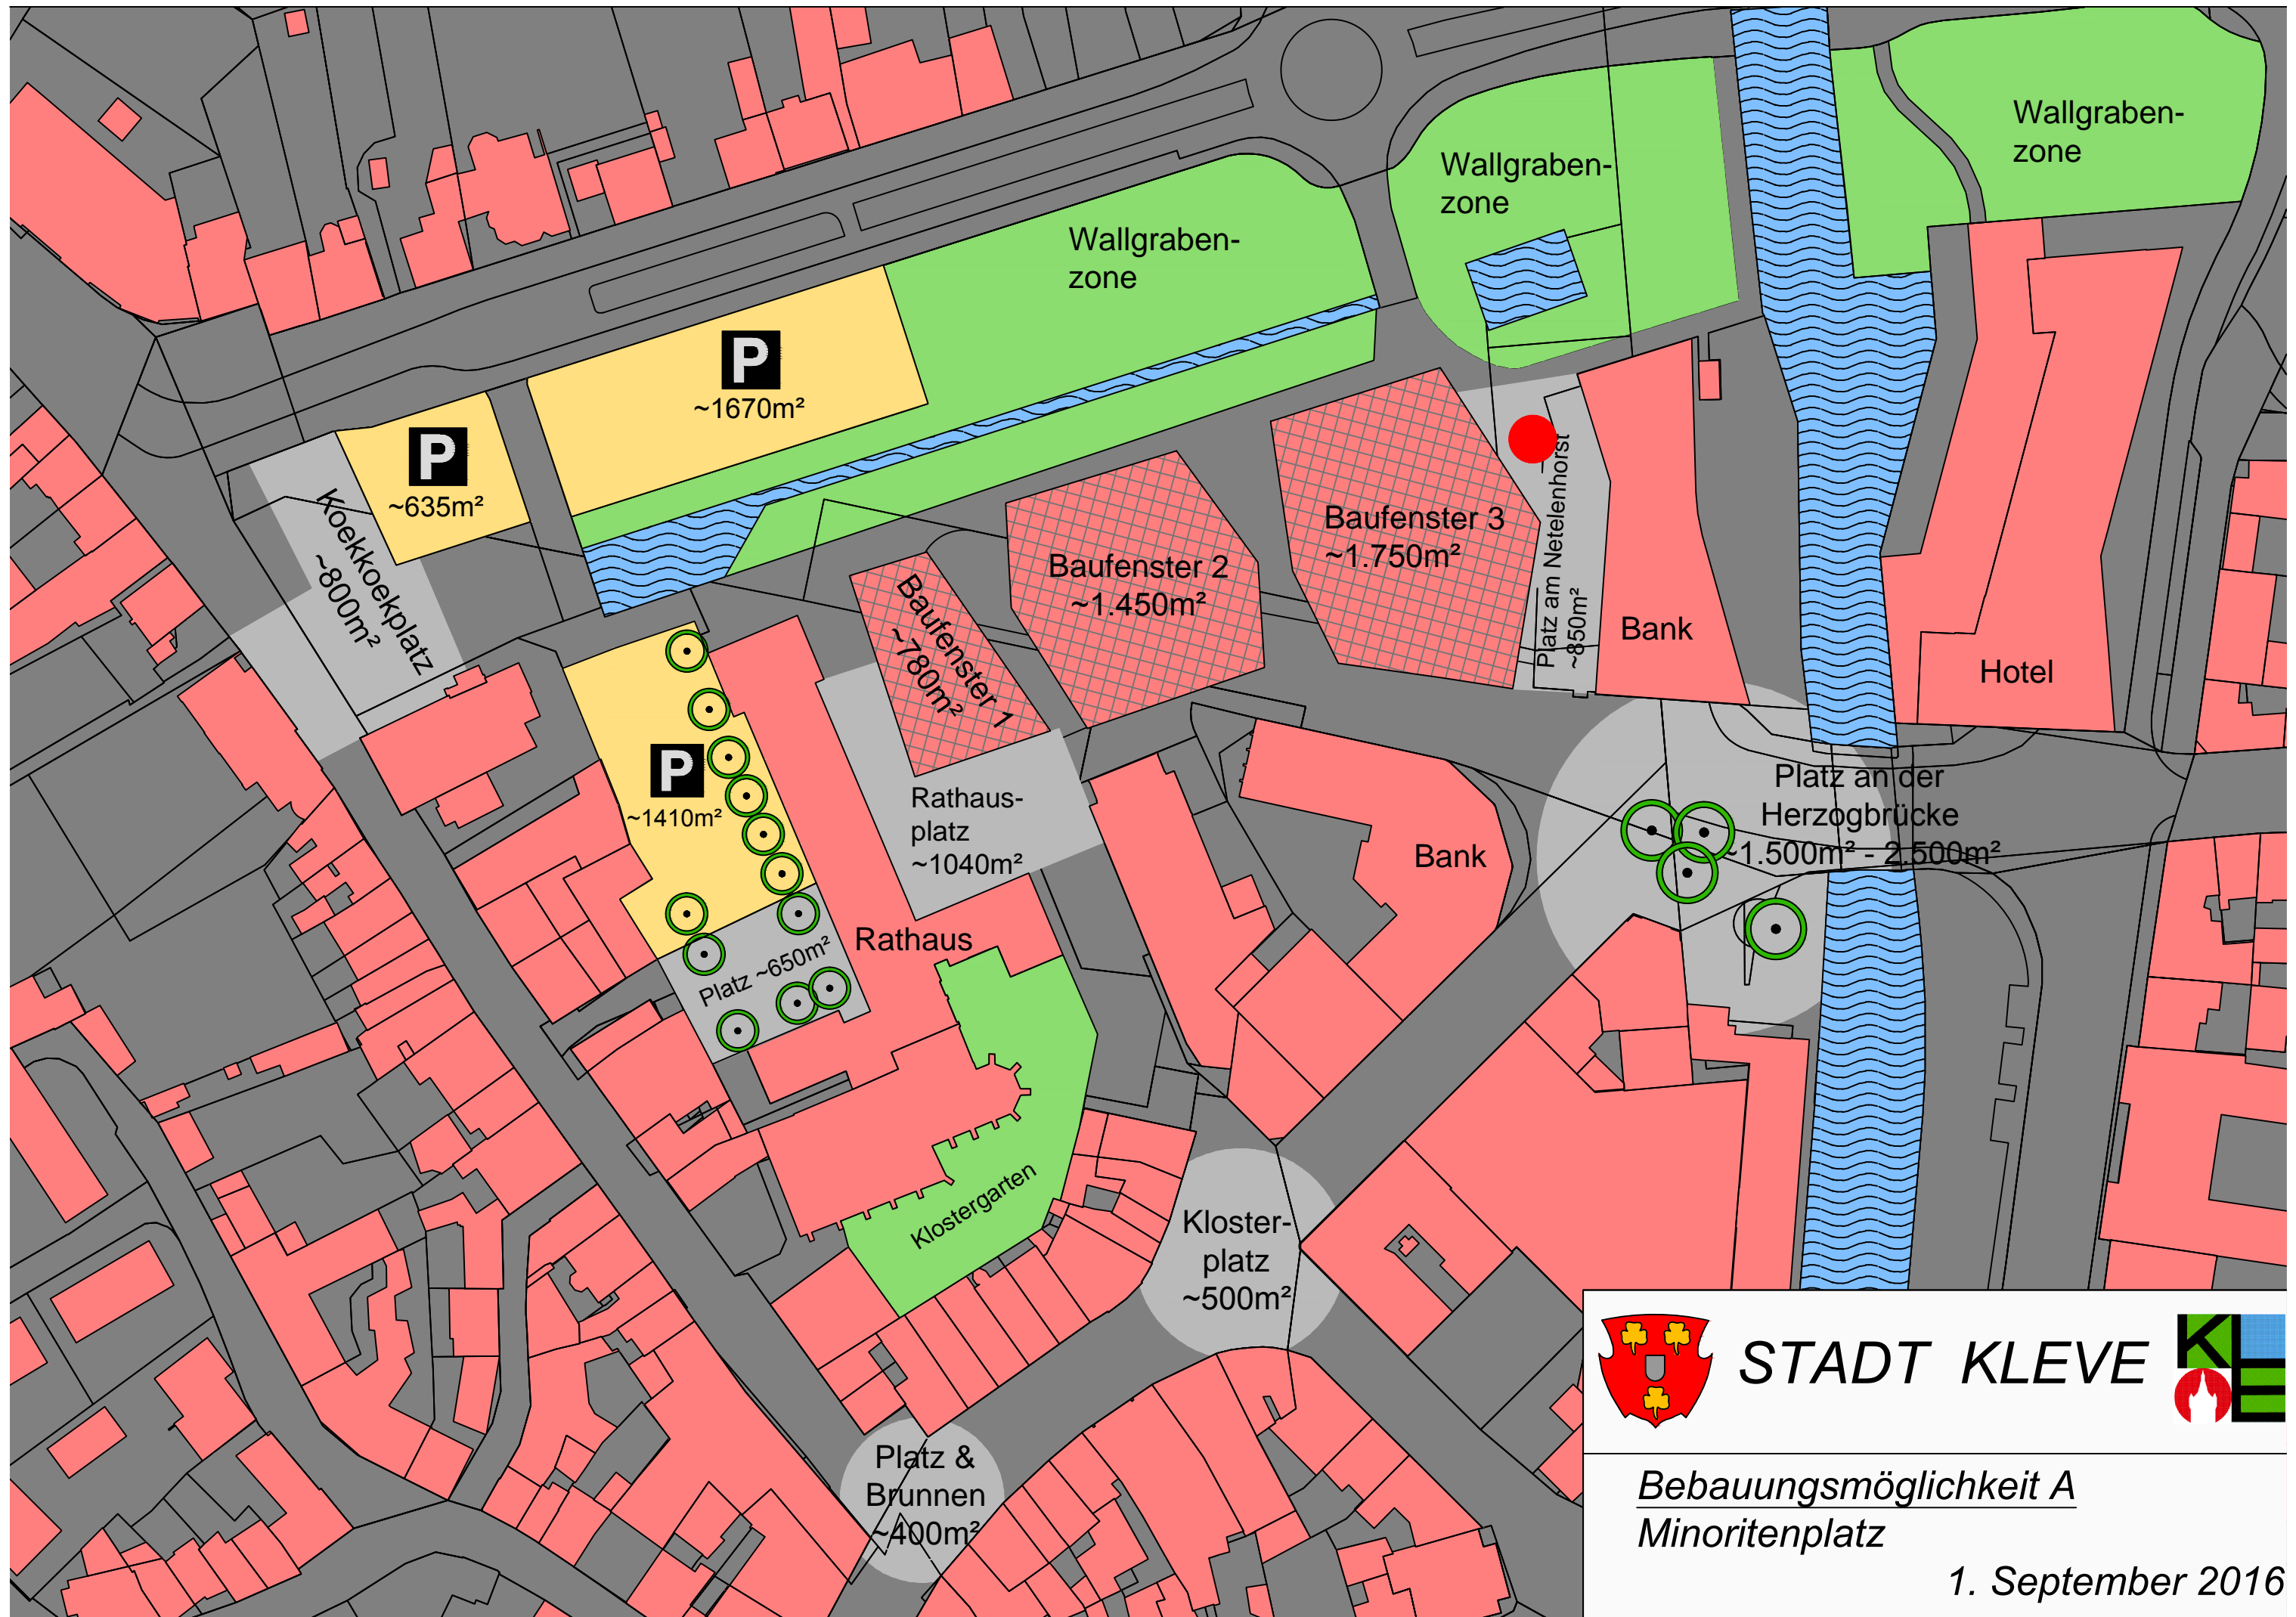 Wallgraben-
zone
Wallgraben-
zone
Wallgraben-
zone
P
~1670m²
P
~635m²
Koekkoekplatz
~800m²
Baufenster 3
~1.750m²
Baufenster 2
~1.450m²
Baufenster 1
~780m²
Platz am Netelenhorst
~850m²
Bank
Hotel
P
~1410m²
Rathaus-
platz
~1040m²
Platz an der
Herzogbrücke
~1.500m² - 2.500m²
Bank
Rathaus
Platz ~650m²
Klostergarten
Kloster-
platz
~500m²
Platz &
Brunnen
~400m²
STADT KLEVE
KLE
Bebauungsmöglichkeit A
Minoritenplatz
1. September 2016